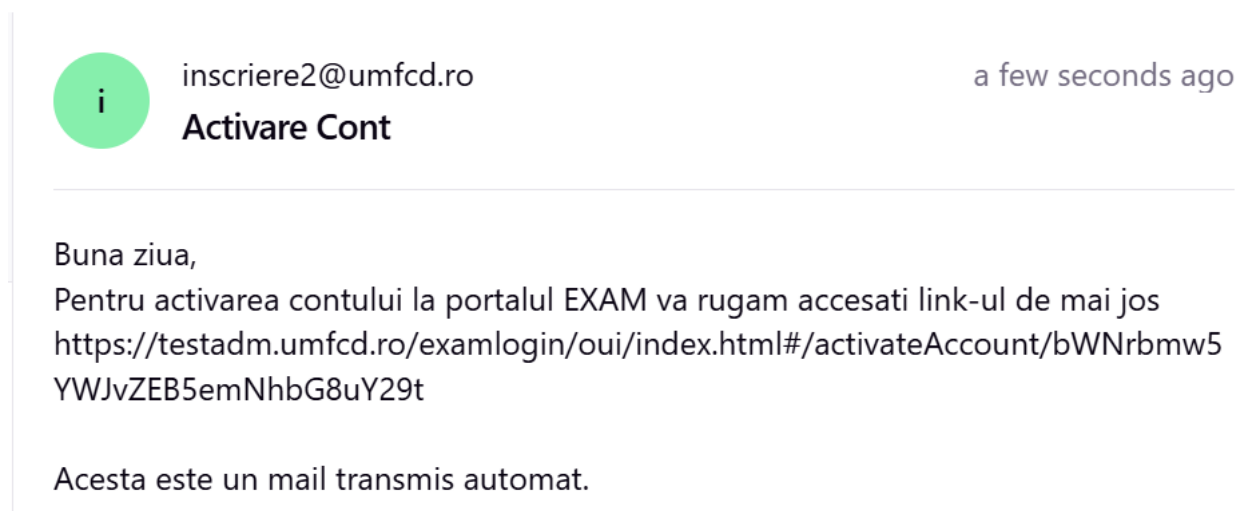 i
inscriere2@umfcd.ro
a few seconds ago
Activare Cont
Buna ziua,
Pentru activarea contului la portalul EXAM va rugam accesati link-ul de mai jos
https://testadm.umfcd.ro/examlogin/oui/index.html#/activateAccount/bWNrbmw5
YWJvZEB5emNhbG8uY29t
Acesta este un mail transmis automat.